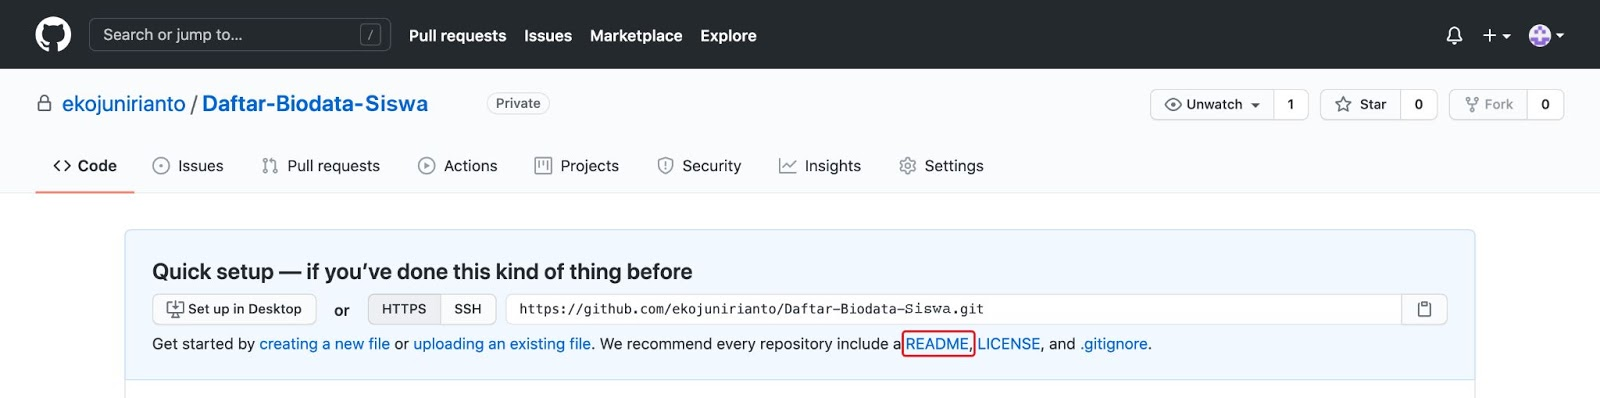 Search or jump to... /
Pull requests Issues Marketplace Explore
ekojunirianto / Daftar-Biodata-Siswa Private
Unwatch 1 Star 0 Fork 0
Code Issues Pull requests Actions Projects Security Insights Settings
Quick setup — if you’ve done this kind of thing before
Set up in Desktop or HTTPS SSH https://github.com/ekojunirianto/Daftar-Biodata-Siswa.git
Get started by creating a new file or uploading an existing file. We recommend every repository include a README, LICENSE, and .gitignore.